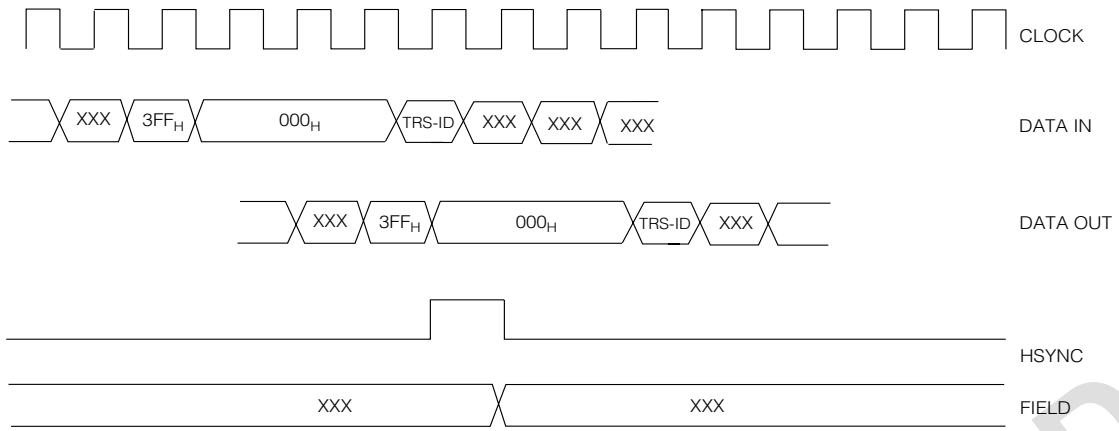 CLOCK
XXX 3FFH 000H TRS-ID XXX XXX XXX DATA IN
XXX 3FFH 000H TRS-ID XXX DATA OUT
HSYNC
XXX XXX FIELD